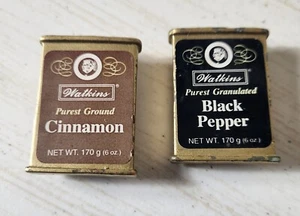 Watkins
Purest Ground
Cinnamon
NET WT. 170 g (6 oz.)
Watkins
Purest Granulated
Black
Pepper
NET WT. 170 g (6 oz.)